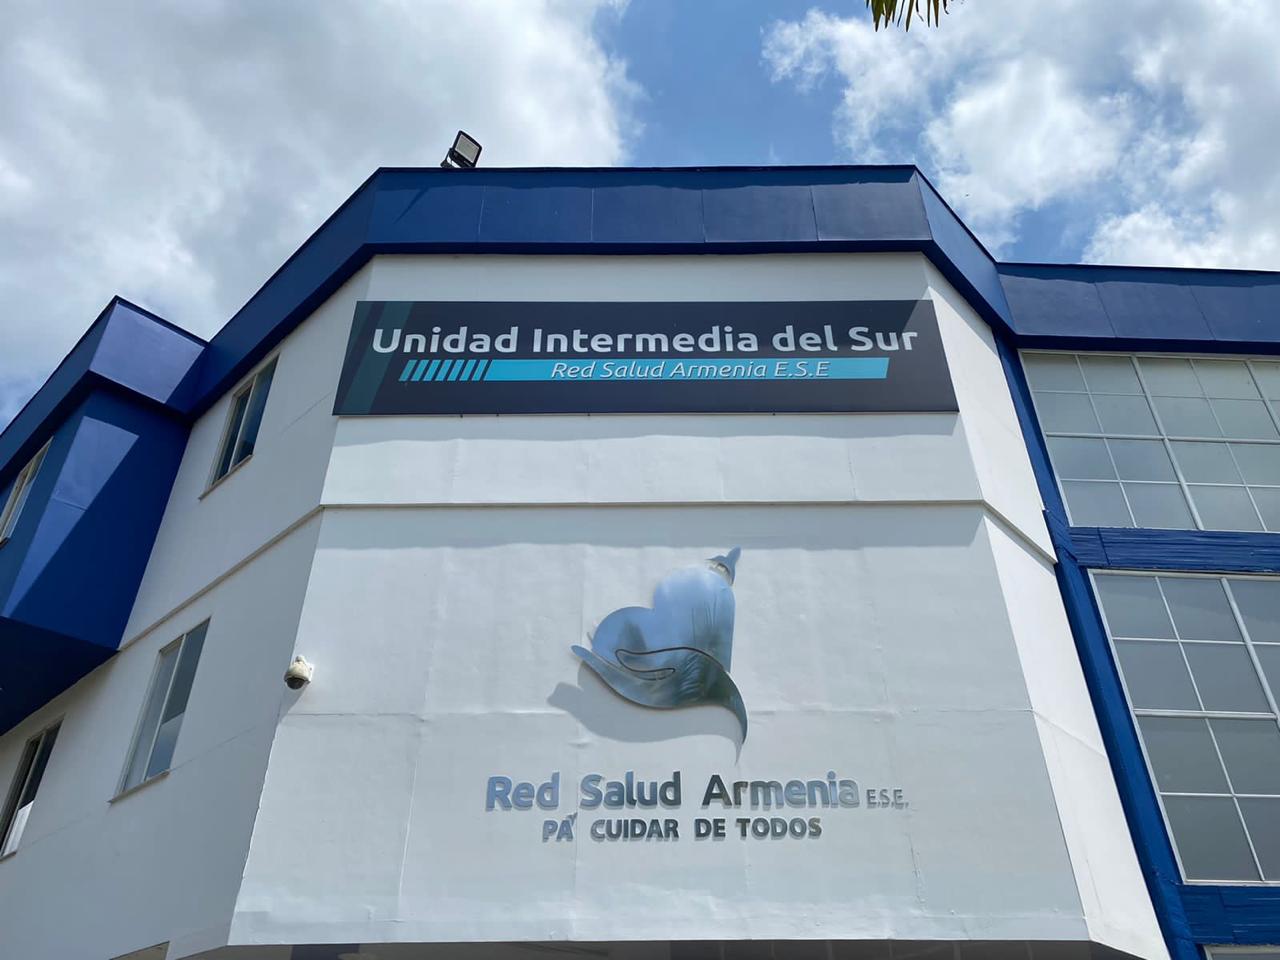 Unidad Intermedia del Sur
Red Salud Armenia E.S.E
Red Salud Armenia E.S.E.
PA' CUIDAR DE TODOS